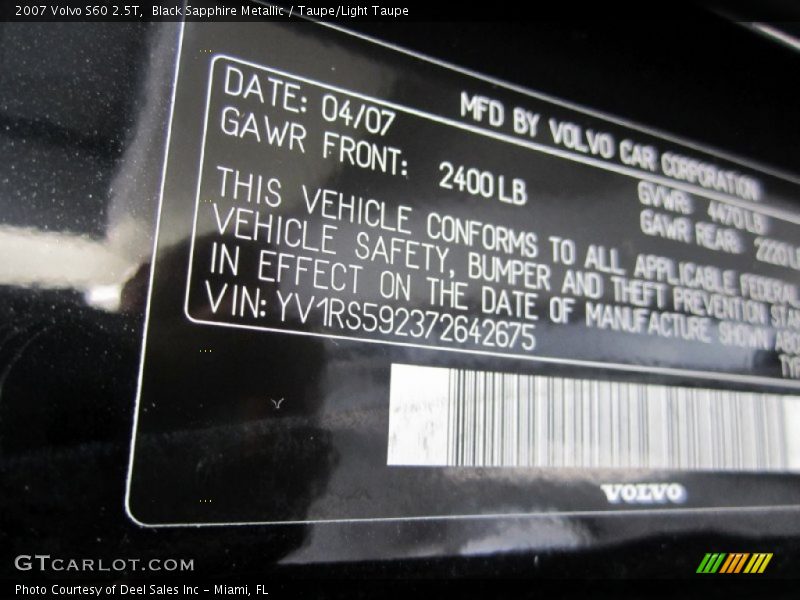 2007 Volvo S60 2.5T, Black Sapphire Metallic / Taupe/Light Taupe
DATE: 04/07 MFD BY VOLVO CAR CORPORATION
GAWR FRONT: 2400 LB GVWR: 4470 LB
GAWR REAR: 2220 LB
THIS VEHICLE CONFORMS TO ALL APPLICABLE FEDERAL
VEHICLE SAFETY, BUMPER AND THEFT PREVENTION
IN EFFECT ON THE DATE OF MANUFACTURE SHOWN
VIN: YV1RS592372642675
VOLVO
GTCARLOT.COM
Photo Courtesy of Deel Sales Inc - Miami, FL